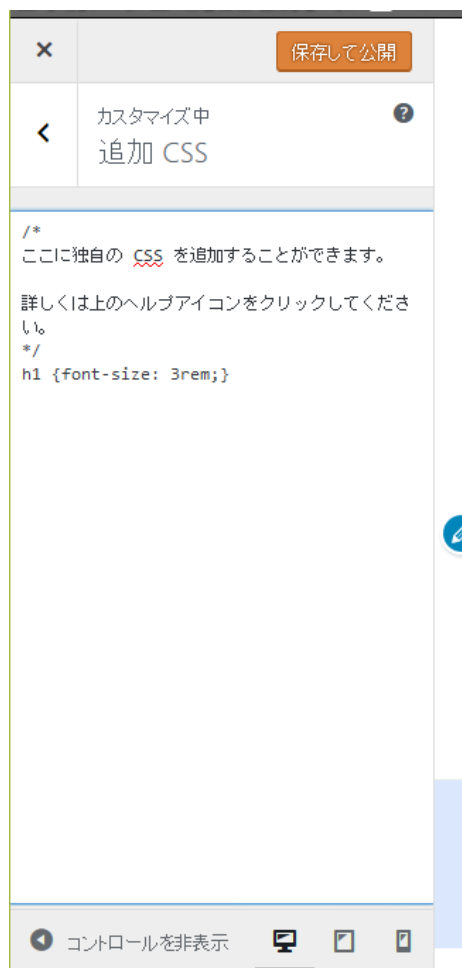 保存して公開
カスタマイズ中
追加 CSS
/*
ここに独自の CSS を追加することができます。
詳しくは上のヘルプアイコンをクリックしてくださ
い。
*/
h1 {font-size: 3rem;}
コントロールを非表示